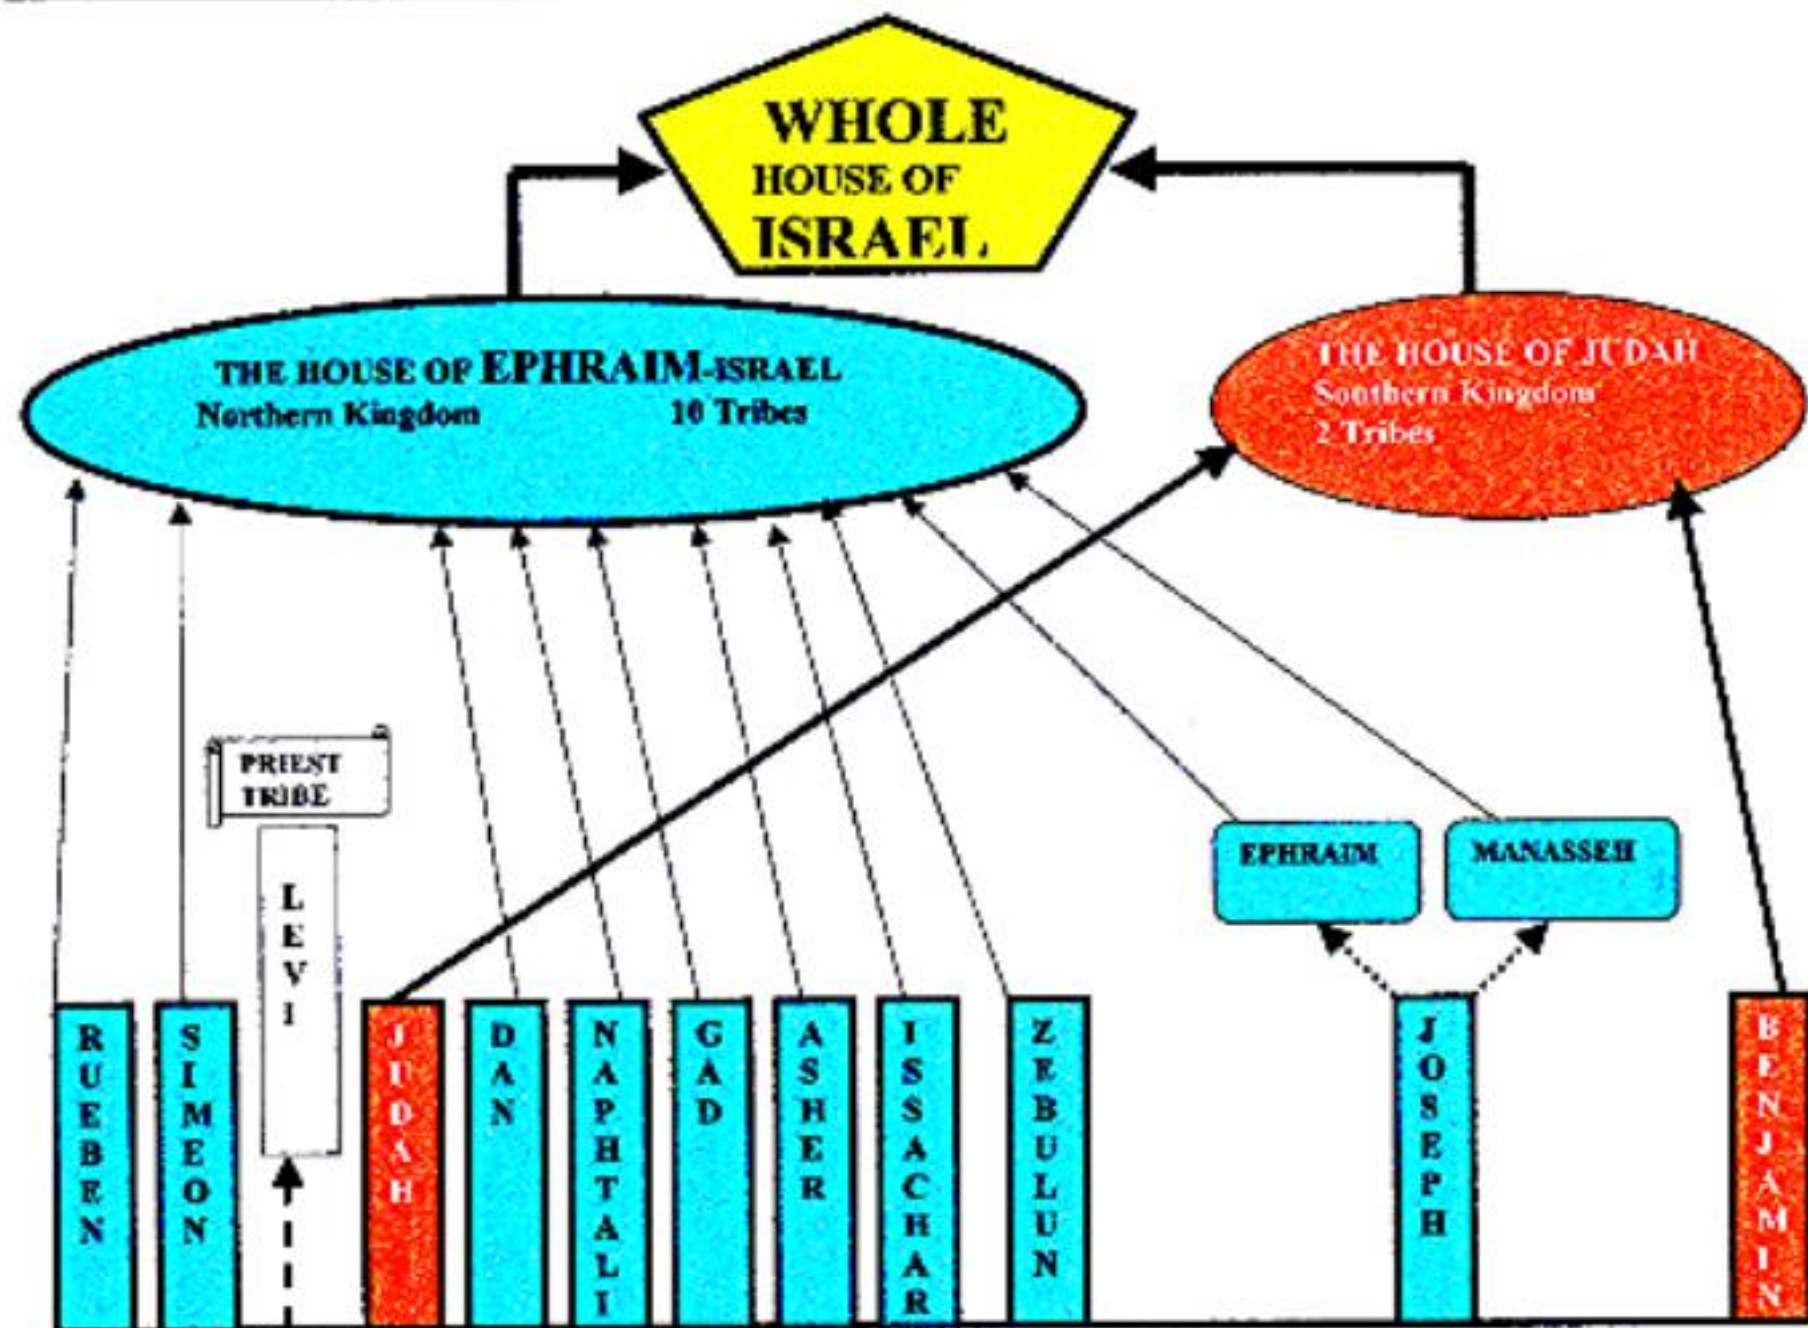 WHOLE
HOUSE OF
ISRAEL
THE HOUSE OF EPHRAIM-ISRAEL
Northern Kingdom 10 Tribes
THE HOUSE OF JUDAH
Southern Kingdom
2 Tribes
PRIEST
TRIBE
EPHRAIM
MANASSEH
RUEBEN
SIMEON
LEVI
JUDAH
DAN
NAPHTALI
GAD
ASHER
ISSACHAR
ZEBULUN
JOSEPH
BENJAMIN